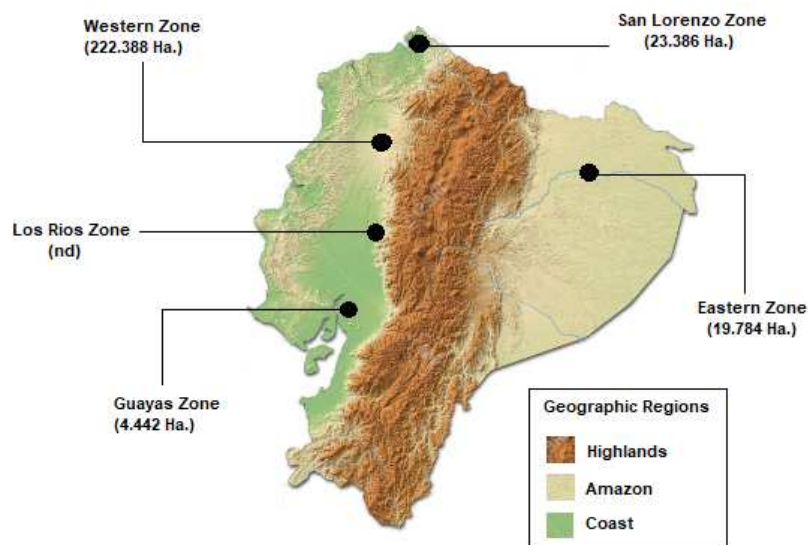 Western Zone
(222.388 Ha.)
San Lorenzo Zone
(23.386 Ha.)
Los Rios Zone
(nd)
Eastern Zone
(19.784 Ha.)
Guayas Zone
(4.442 Ha.)
Geographic Regions
Highlands
Amazon
Coast